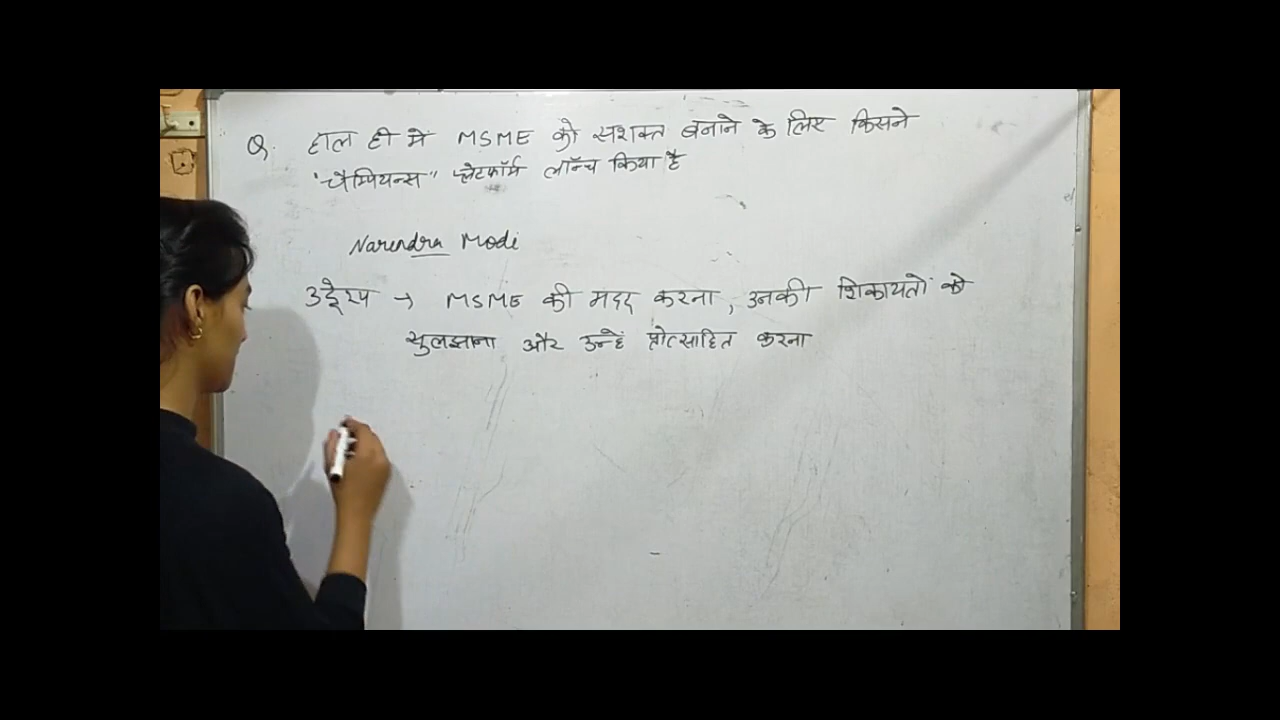 Q. हाल ही मे MSME को सशक्त बनाने के लिए किसने
'चैम्पियन्स" प्लेटफॉर्म लॉन्च किया है
Narendra Modi
उद्देश्य → MSME की मदद करना, उनकी शिकायतों को
सुलझाना और उन्हें प्रोत्साहित करना